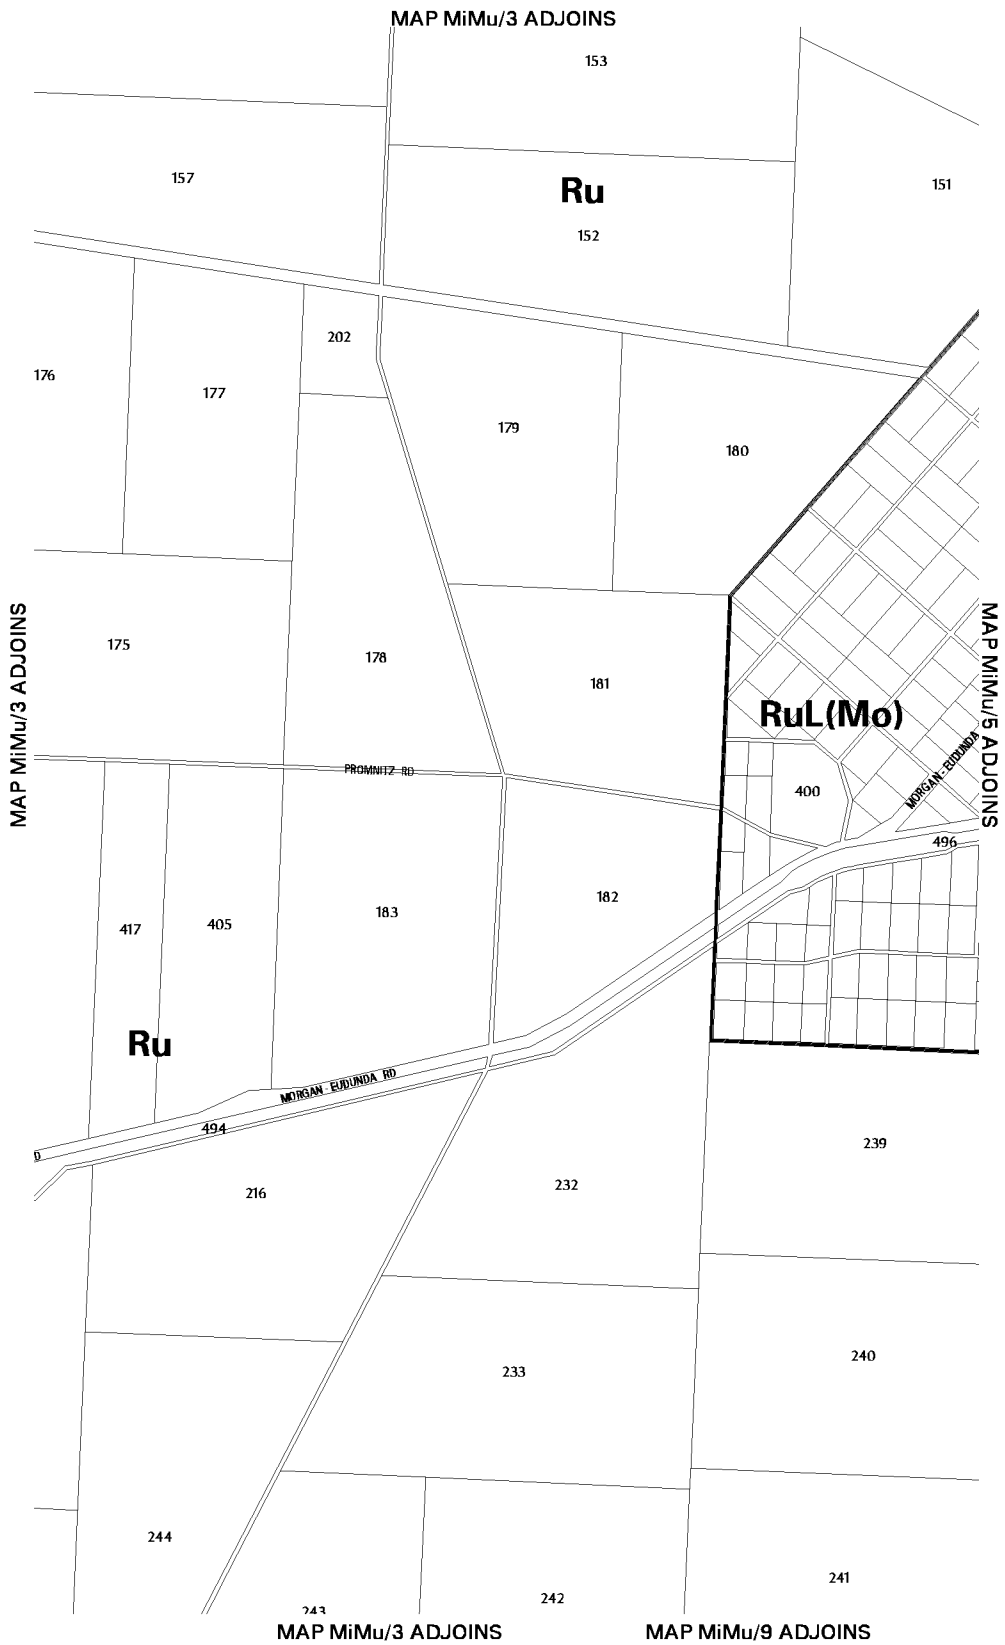 MAP MiMu/3 ADJOINS
153
157
151
Ru
152
202
176
177
179
180
MAP MiMu/3 ADJOINS
MAP MiMu/5 ADJOINS
175
178
181
RuL(Mo)
MORGAN - EUDUNDA
PROMNITZ RD
400
496
182
183
405
417
Ru
MORGAN - EUDUNDA RD
494
D
239
232
216
240
233
244
241
242
243
MAP MiMu/3 ADJOINS
MAP MiMu/9 ADJOINS